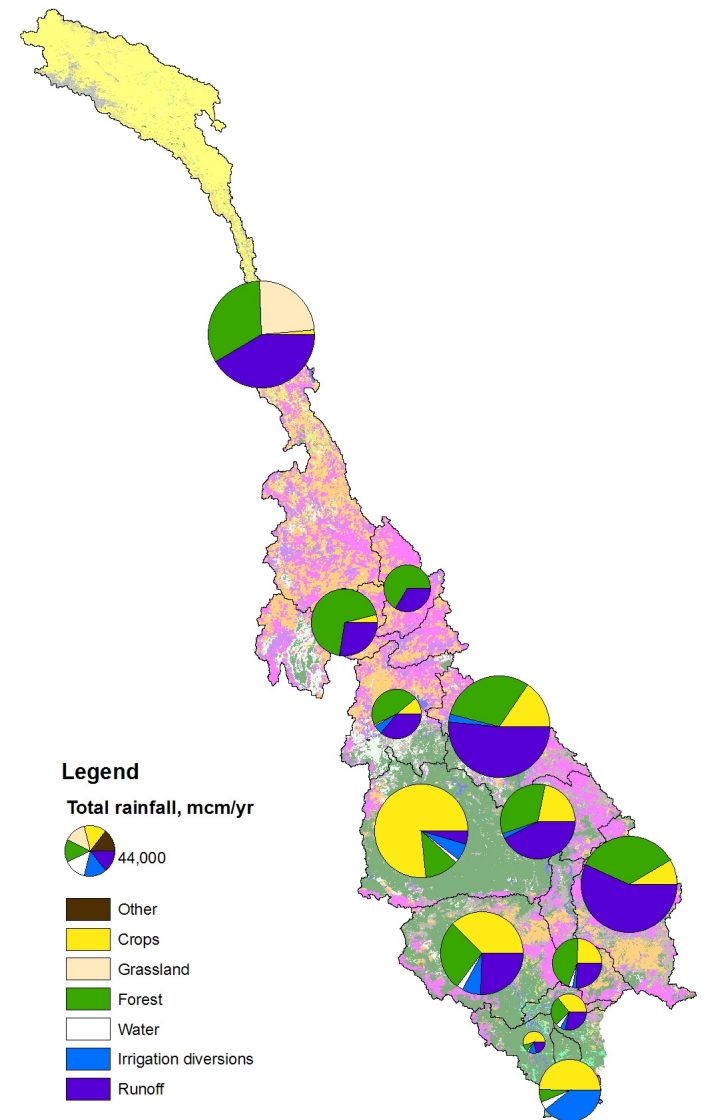 Legend
Total rainfall, mcm/yr
44,000
Other
Crops
Grassland
Forest
Water
Irrigation diversions
Runoff